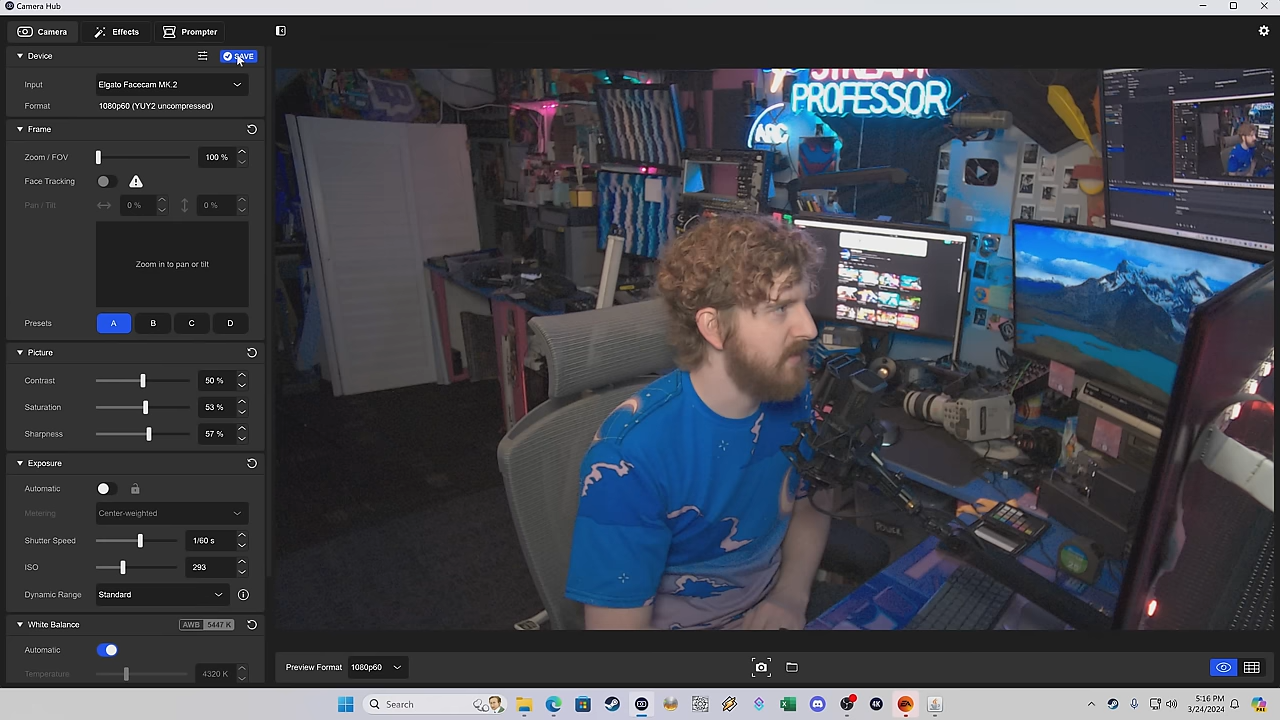 Camera Hub
Camera
Effects
Prompter
Device
SAVE
Input
Elgato Facecam MK.2
Format
1080p60 (YUY2 uncompressed)
Frame
Zoom / FOV
100 %
Face Tracking
Pan / Tilt
0 %
0 %
Zoom in to pan or tilt
Presets
A
B
C
D
Picture
Contrast
50 %
Saturation
53 %
Sharpness
57 %
Exposure
Automatic
Metering
Center-weighted
Shutter Speed
1/60 s
ISO
293
Dynamic Range
Standard
White Balance
AWB 5447 K
Automatic
Temperature
4320 K
STREAM
PROFESSOR
ARC
Preview Format
1080p60
Search
4K
EA
5:16 PM
3/24/2024